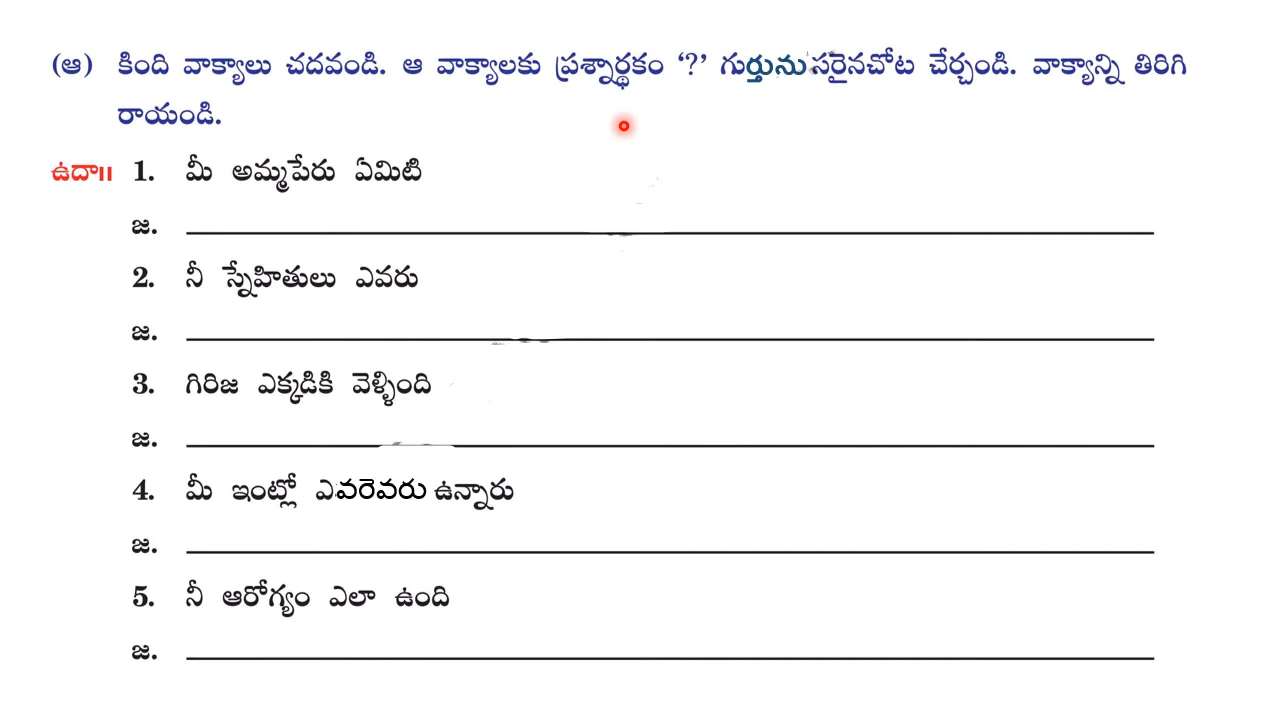 (ఆ) కింది వాక్యాలు చదవండి. ఆ వాక్యాలకు ప్రశ్నార్థకం ‘?’ గుర్తును సరైనచోట చేర్చండి. వాక్యాన్ని తిరిగి
రాయండి.
ఉదా॥ 1. మీ అమ్మపేరు ఏమిటి
జ.
2. నీ స్నేహితులు ఎవరు
జ.
3. గిరిజ ఎక్కడికి వెళ్ళింది
జ.
4. మీ ఇంట్లో ఎవరెవరు ఉన్నారు
జ.
5. నీ ఆరోగ్యం ఎలా ఉంది
జ.